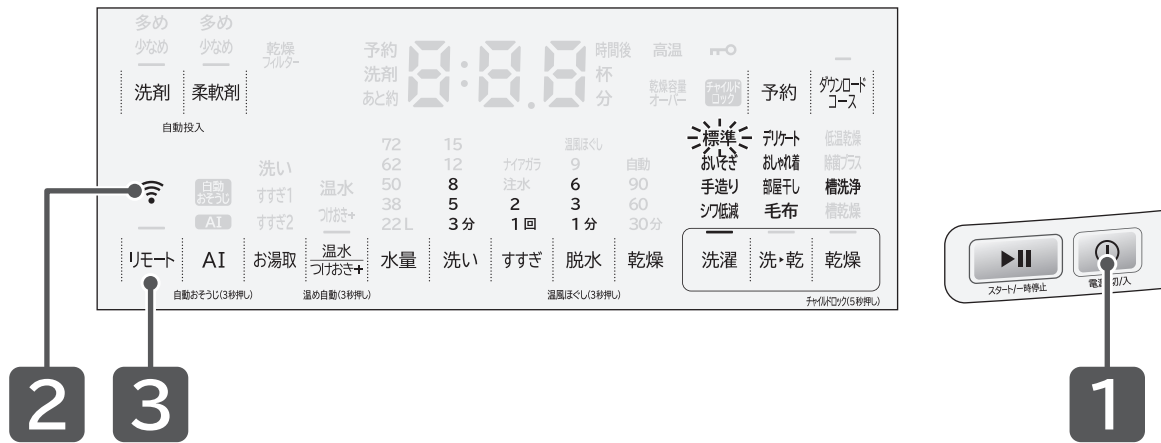 多め 多め
少なめ 少なめ
乾燥
フィルター
予約
洗剤
あと約
8:8.8
時間後
杯
分
高温
乾燥容量
オーバー
チャイルド
ロック
洗剤 柔軟剤
自動投入
予約
ダウンロード
コース
自動
おそうじ
AI
洗い
すすぎ1
すすぎ2
温水
つけおき+
72
62
50
38
22L
15
12
8
5
3分
ナイアガラ
注水
2
1回
温風ほぐし
9
6
3
1分
自動
90
60
30分
標準 デリケート 低温乾燥
おいそぎ おしゃれ着 除菌プラス
手造り 部屋干し 槽洗浄
シワ低減 毛布 槽乾燥
リモート AI お湯取 温水 水量 洗い すすぎ 脱水 乾燥 洗濯 洗・乾 乾燥
つけおき+
自動おそうじ(3秒押し) 温め自動(3秒押し) 温風ほぐし(3秒押し) チャイルドロック(5秒押し)
スタート/一時停止
2 3 1